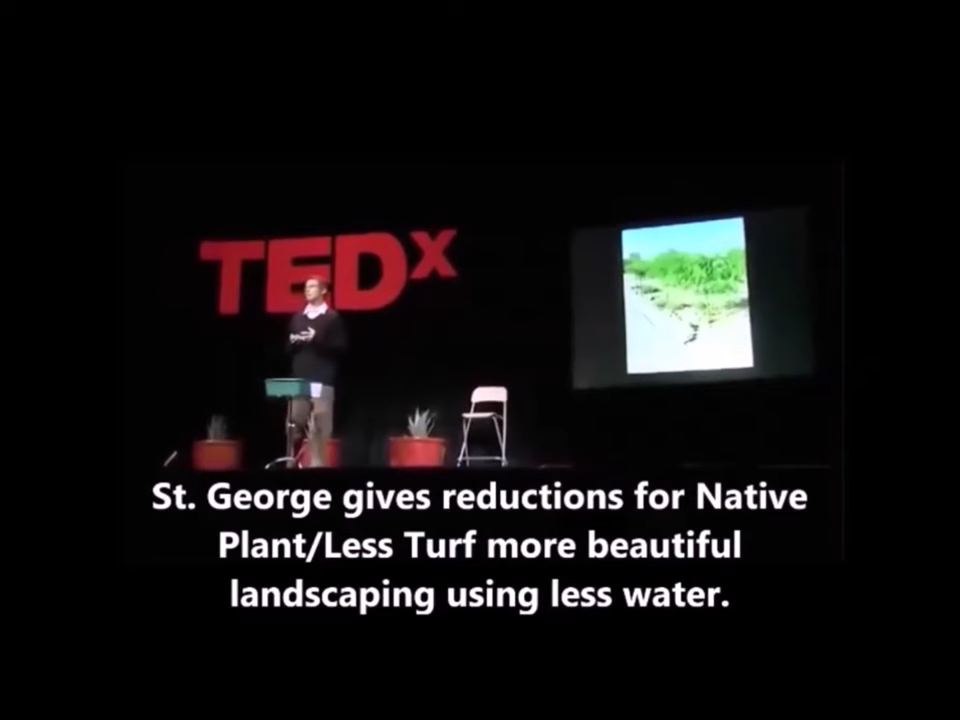 TEDx
St. George gives reductions for Native
Plant/Less Turf more beautiful
landscaping using less water.